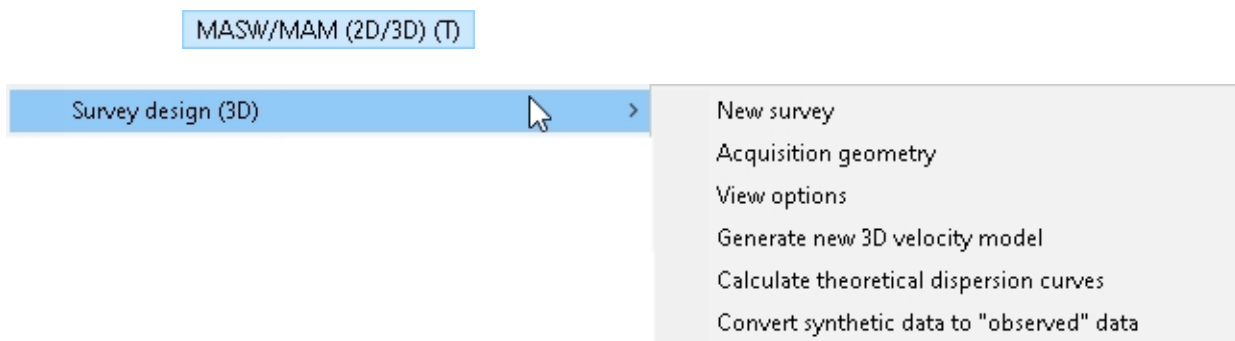 MASW/MAM (2D/3D) (T)
Survey design (3D) >
New survey
Acquisition geometry
View options
Generate new 3D velocity model
Calculate theoretical dispersion curves
Convert synthetic data to "observed" data